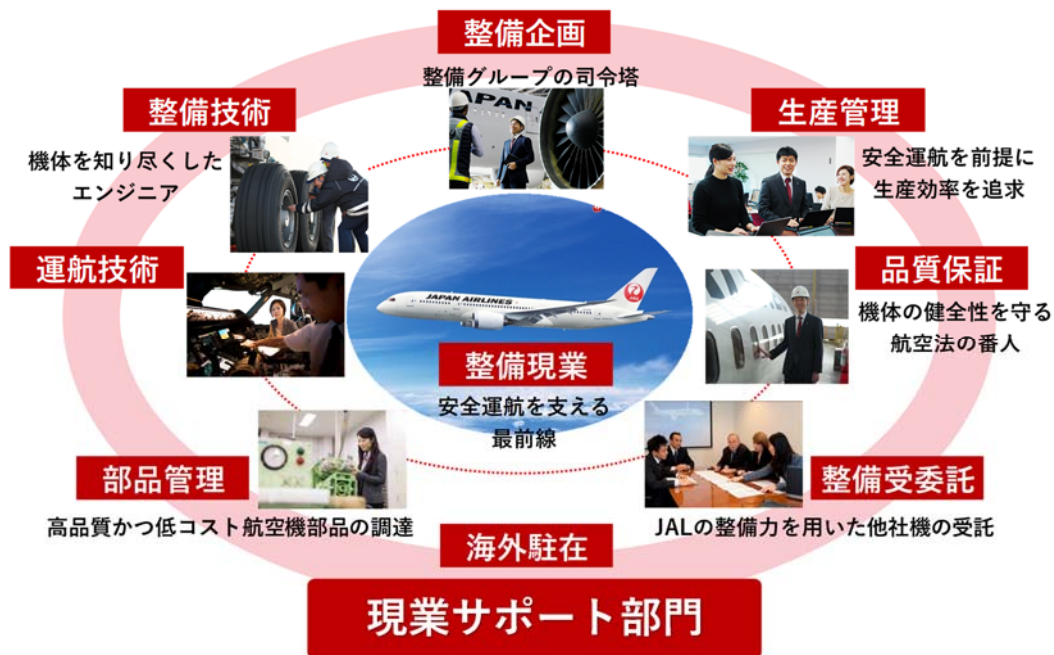 整備企画
整備グループの司令塔
APAN
整備技術
機体を知り尽くした
エンジニア
生産管理
安全運航を前提に
生産効率を追求
運航技術
品質保証
機体の健全性を守る
航空法の番人
JAPAN AIRLINES
整備現業
安全運航を支える
最前線
部品管理
高品質かつ低コスト航空機部品の調達
整備受委託
JALの整備力を用いた他社機の受託
海外駐在
現業サポート部門